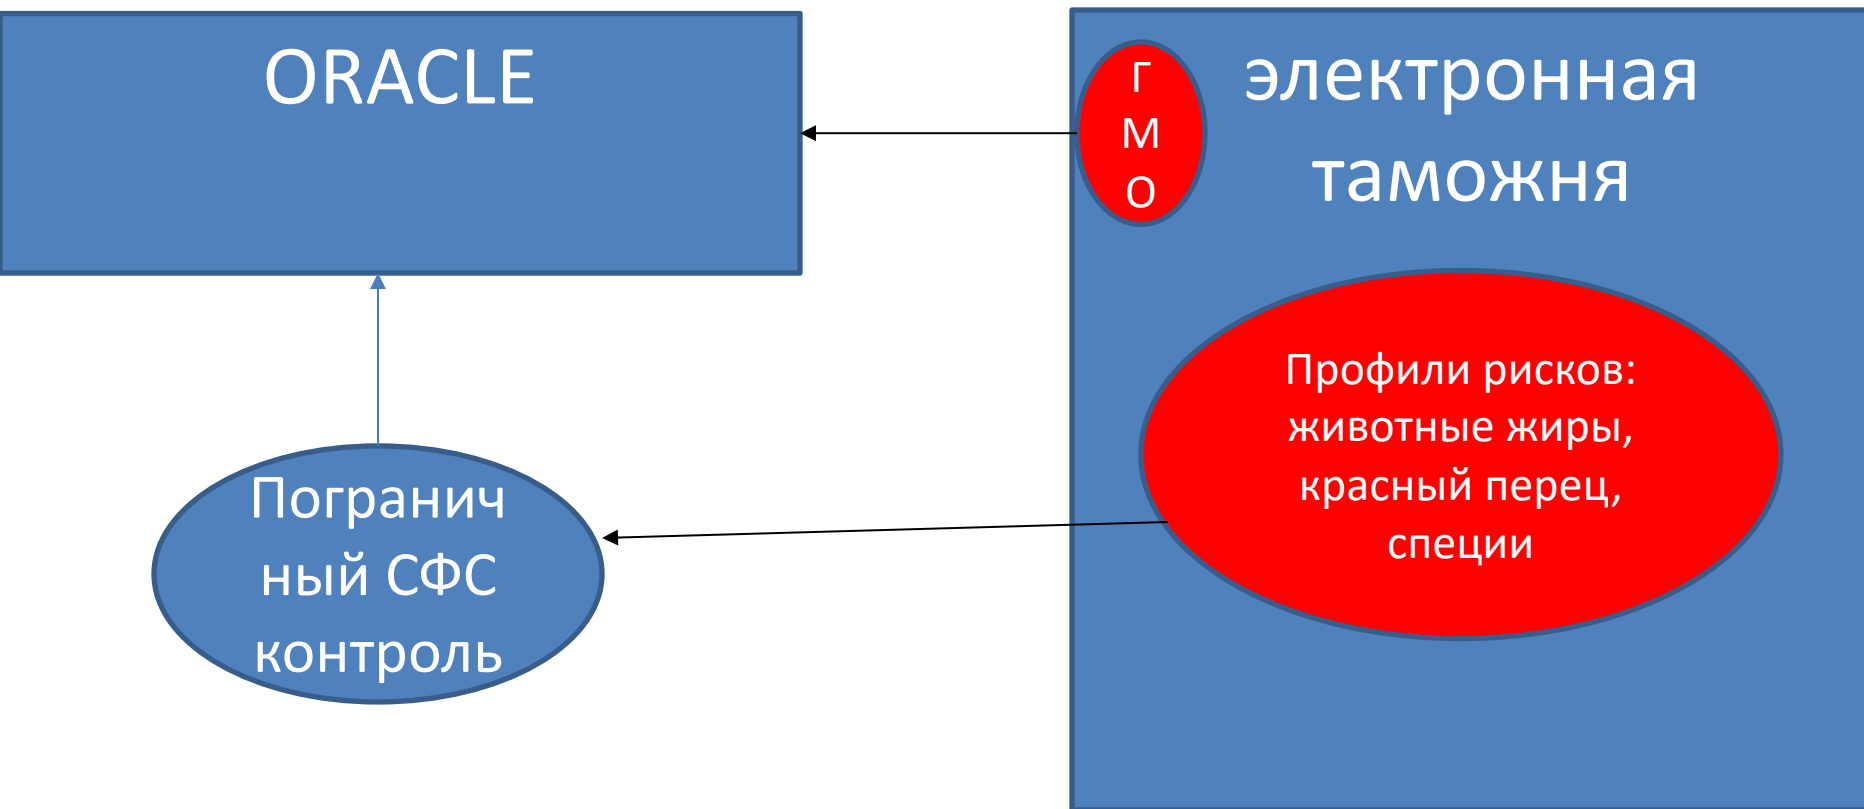 ORACLE
Г
М
О
электронная
таможня
Профили рисков:
животные жиры,
красный перец,
специи
Погранич
ный СФС
контроль